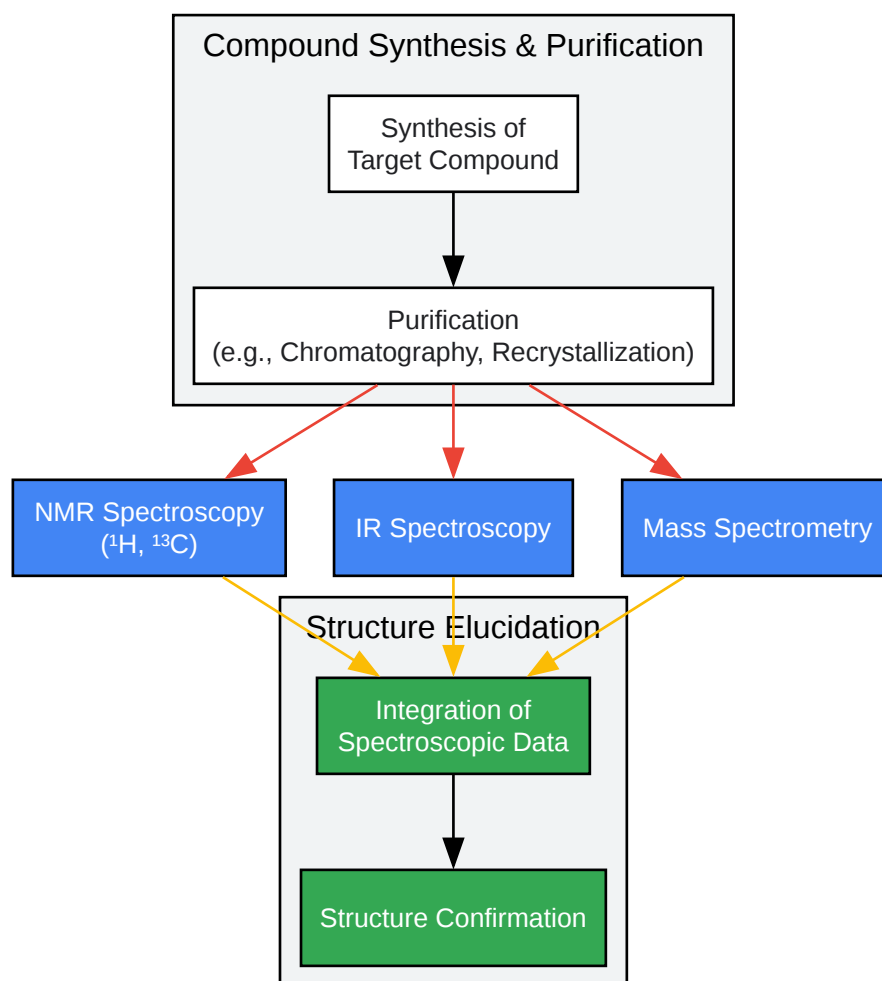 Compound Synthesis & Purification
Synthesis of
Target Compound
Purification
(e.g., Chromatography, Recrystallization)
NMR Spectroscopy
(¹H, ¹³C)
IR Spectroscopy
Mass Spectrometry
Structure Elucidation
Integration of
Spectroscopic Data
Structure Confirmation